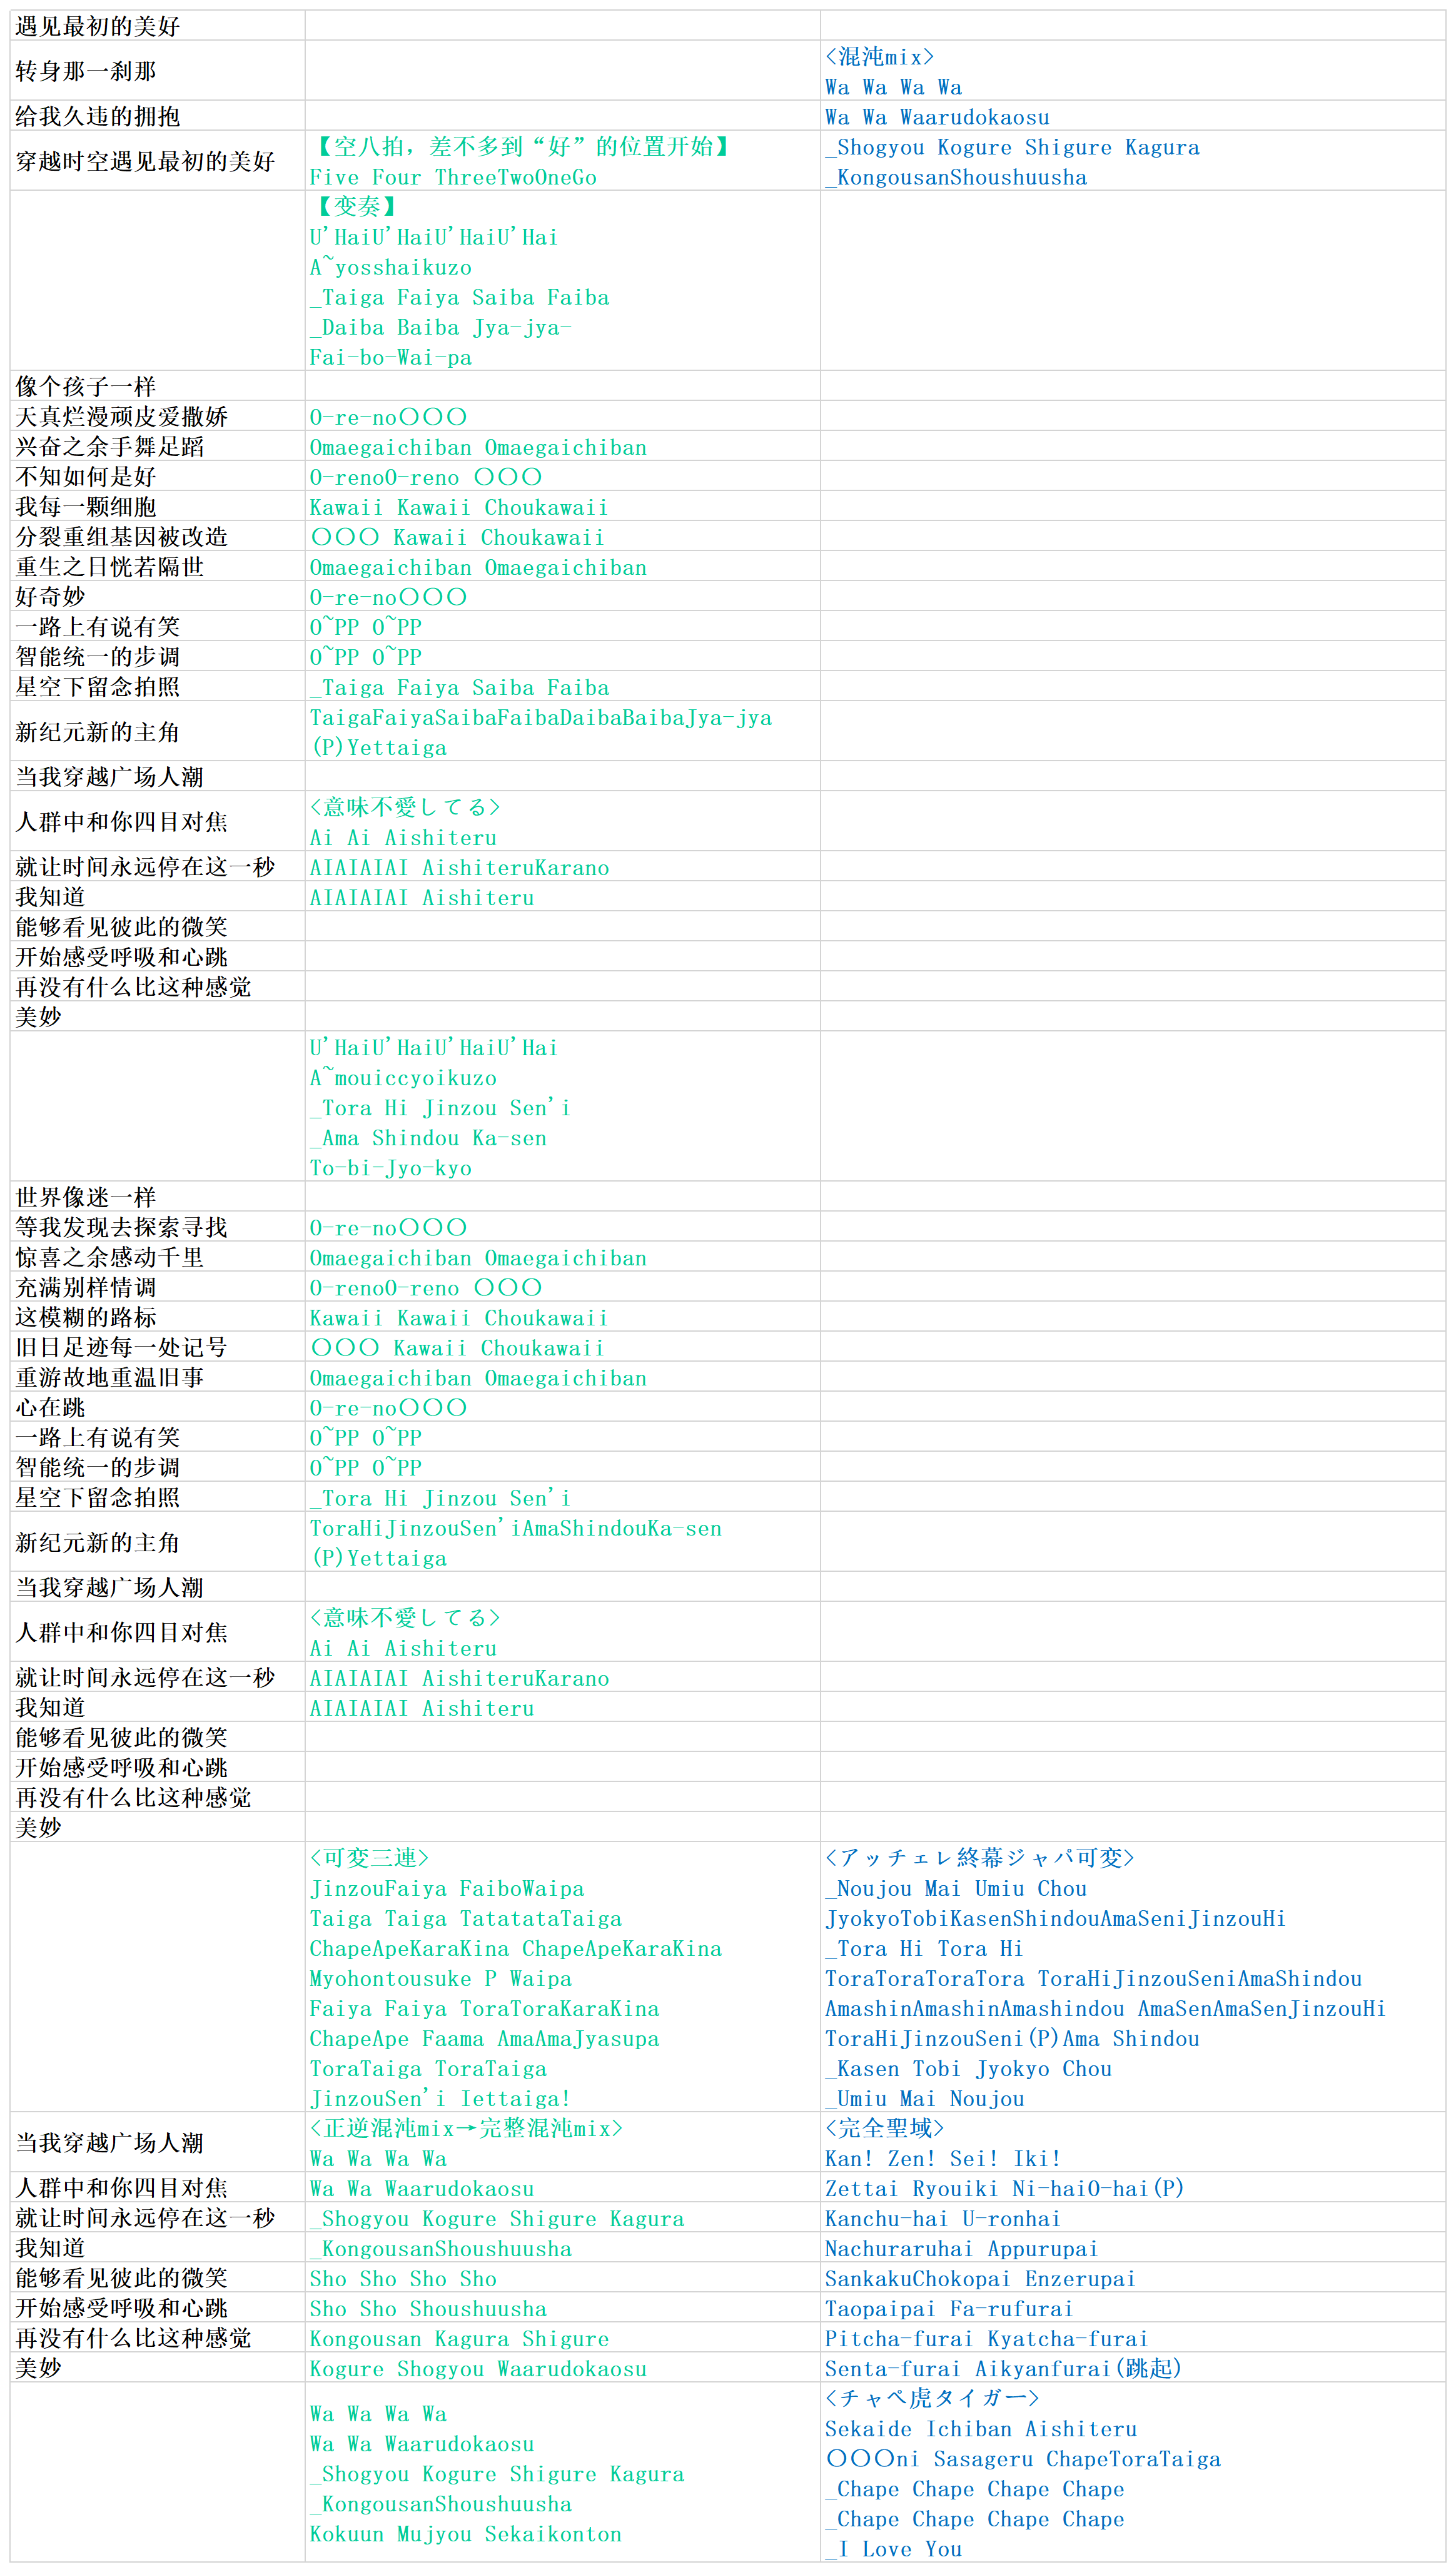 遇见最初的美好
转身那一刹那
<混沌mix>
Wa Wa Wa Wa
给我久违的拥抱
Wa Wa Waarudokaosu
穿越时空遇见最初的美好
【空八拍，差不多到“好”的位置开始】
Five Four ThreeTwoOneGo
_Shogyou Kogure Shigure Kagura
_KongousanShoushuusha
【变奏】
U'HaiU'HaiU'HaiU'Hai
A~yosshaikuzo
_Taiga Faiya Saiba Faiba
_Daiba Baiba Jya-jya-
Fai-bo-Wai-pa
像个孩子一样
天真烂漫顽皮爱撒娇
O-re-no〇〇〇
兴奋之余手舞足蹈
Omaegaichiban Omaegaichiban
不知如何是好
O-renoO-reno 〇〇〇
我每一颗细胞
Kawaii Kawaii Choukawaii
分裂重组基因被改造
〇〇〇 Kawaii Choukawaii
重生之日恍若隔世
Omaegaichiban Omaegaichiban
好奇妙
O-re-no〇〇〇
一路上有说有笑
O~PP O~PP
智能统一的步调
O~PP O~PP
星空下留念拍照
_Taiga Faiya Saiba Faiba
新纪元新的主角
TaigaFaiyaSaibaFaibaDaibaBaibaJya-jya
(P)Yettaiga
当我穿越广场人潮
人群中和你四目对焦
<意味不愛してる>
Ai Ai Aishiteru
就让时间永远停在这一秒
AIAIAIAI AishiteruKarano
我知道
AIAIAIAI Aishiteru
能够看见彼此的微笑
开始感受呼吸和心跳
再没有什么比这种感觉
美妙
U'HaiU'HaiU'HaiU'Hai
A~mouiccyoikuzo
_Tora Hi Jinzou Sen'i
_Ama Shindou Ka-sen
To-bi-Jyo-kyo
世界像迷一样
等我发现去探索寻找
O-re-no〇〇〇
惊喜之余感动千里
Omaegaichiban Omaegaichiban
充满别样情调
O-renoO-reno 〇〇〇
这模糊的路标
Kawaii Kawaii Choukawaii
旧日足迹每一处记号
〇〇〇 Kawaii Choukawaii
重游故地重温旧事
Omaegaichiban Omaegaichiban
心在跳
O-re-no〇〇〇
一路上有说有笑
O~PP O~PP
智能统一的步调
O~PP O~PP
星空下留念拍照
_Tora Hi Jinzou Sen'i
新纪元新的主角
ToraHiJinzouSen'iAmaShindouKa-sen
(P)Yettaiga
当我穿越广场人潮
人群中和你四目对焦
<意味不愛してる>
Ai Ai Aishiteru
就让时间永远停在这一秒
AIAIAIAI AishiteruKarano
我知道
AIAIAIAI Aishiteru
能够看见彼此的微笑
开始感受呼吸和心跳
再没有什么比这种感觉
美妙
<可変三連>
JinzouFaiya FaiboWaipa
Taiga Taiga TatatataTaiga
ChapeApeKaraKina ChapeApeKaraKina
Myohontousuke P Waipa
Faiya Faiya ToraToraKaraKina
ChapeApe Faama AmaAmaJyasupa
ToraTaiga ToraTaiga
JinzouSen'i Iettaiga!
<アッチェレ終幕ジャパ可変>
_Noujou Mai Umiu Chou
JyokyoTobiKasenShindouAmaSeniJinzouHi
_Tora Hi Tora Hi
ToraToraToraTora ToraHiJinzouSeniAmaShindou
AmashinAmashinAmashindou AmaSenAmaSenJinzouHi
ToraHiJinzouSeni(P)Ama Shindou
_Kasen Tobi Jyokyo Chou
_Umiu Mai Noujou
当我穿越广场人潮
<正逆混沌mix→完整混沌mix>
Wa Wa Wa Wa
<完全聖域>
Kan! Zen! Sei! Iki!
人群中和你四目对焦
Wa Wa Waarudokaosu
Zettai Ryouiki Ni-haiO-hai(P)
就让时间永远停在这一秒
_Shogyou Kogure Shigure Kagura
Kanchu-hai U-ronhai
我知道
_KongousanShoushuusha
Nachuraruhai Appurupai
能够看见彼此的微笑
Sho Sho Sho Sho
SankakuChokopai Enzerupai
开始感受呼吸和心跳
Sho Sho Shoushuusha
Taopaipai Fa-rufurai
再没有什么比这种感觉
Kongousan Kagura Shigure
Pitcha-furai Kyatcha-furai
美妙
Kogure Shogyou Waarudokaosu
Senta-furai Aikyanfurai(跳起)
Wa Wa Wa Wa
Wa Wa Waarudokaosu
_Shogyou Kogure Shigure Kagura
_KongousanShoushuusha
Kokuun Mujyou Sekaikonton
<チャペ虎タイガー>
Sekaide Ichiban Aishiteru
〇〇〇ni Sasageru ChapeToraTaiga
_Chape Chape Chape Chape
_Chape Chape Chape Chape
_I Love You